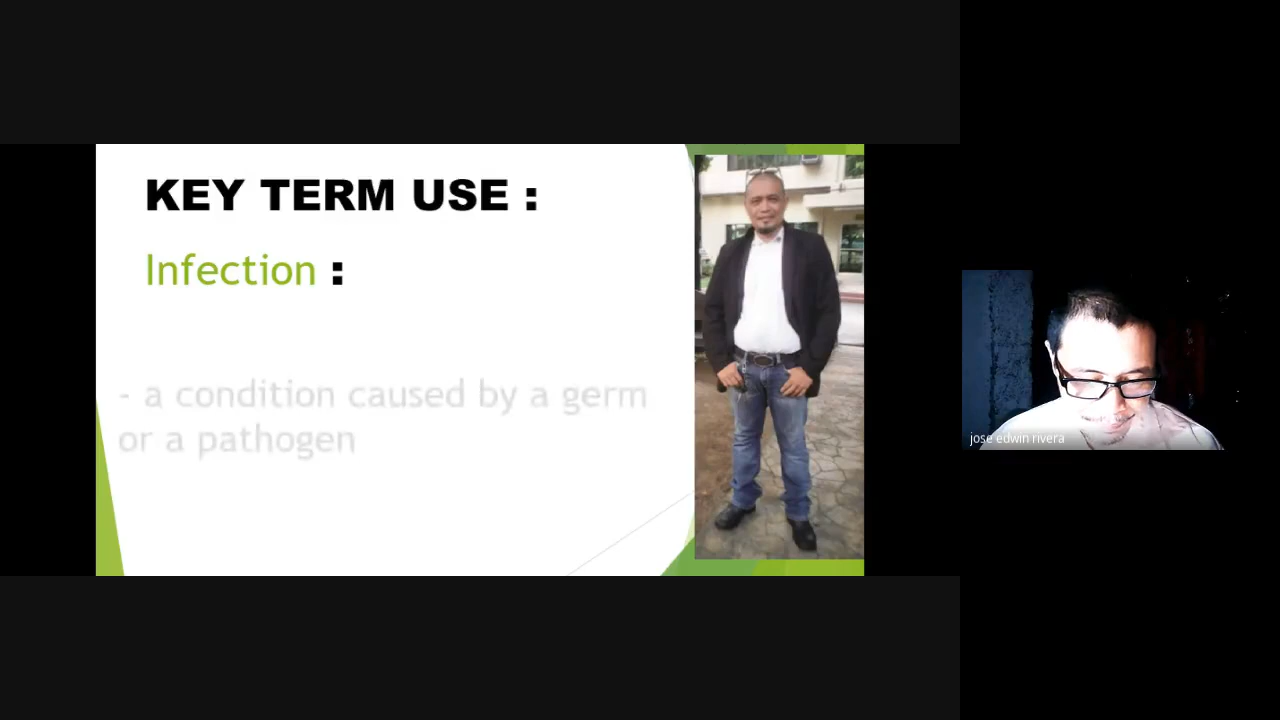 KEY TERM USE :
Infection :
- a condition caused by a germ
or a pathogen
jose edwin rivera